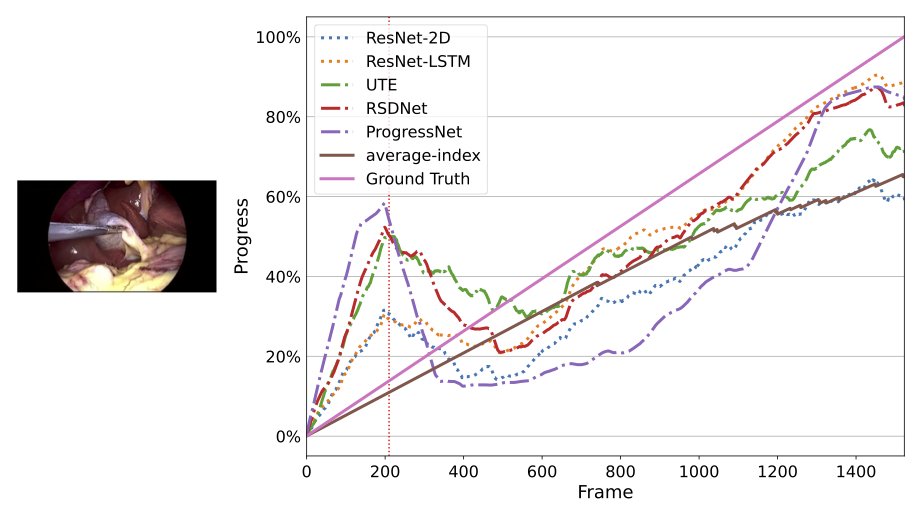 100%
80%
60%
40%
20%
0%
Progress
ResNet-2D
ResNet-LSTM
UTE
RSDNet
ProgressNet
average-index
Ground Truth
0 200 400 600 800 1000 1200 1400
Frame